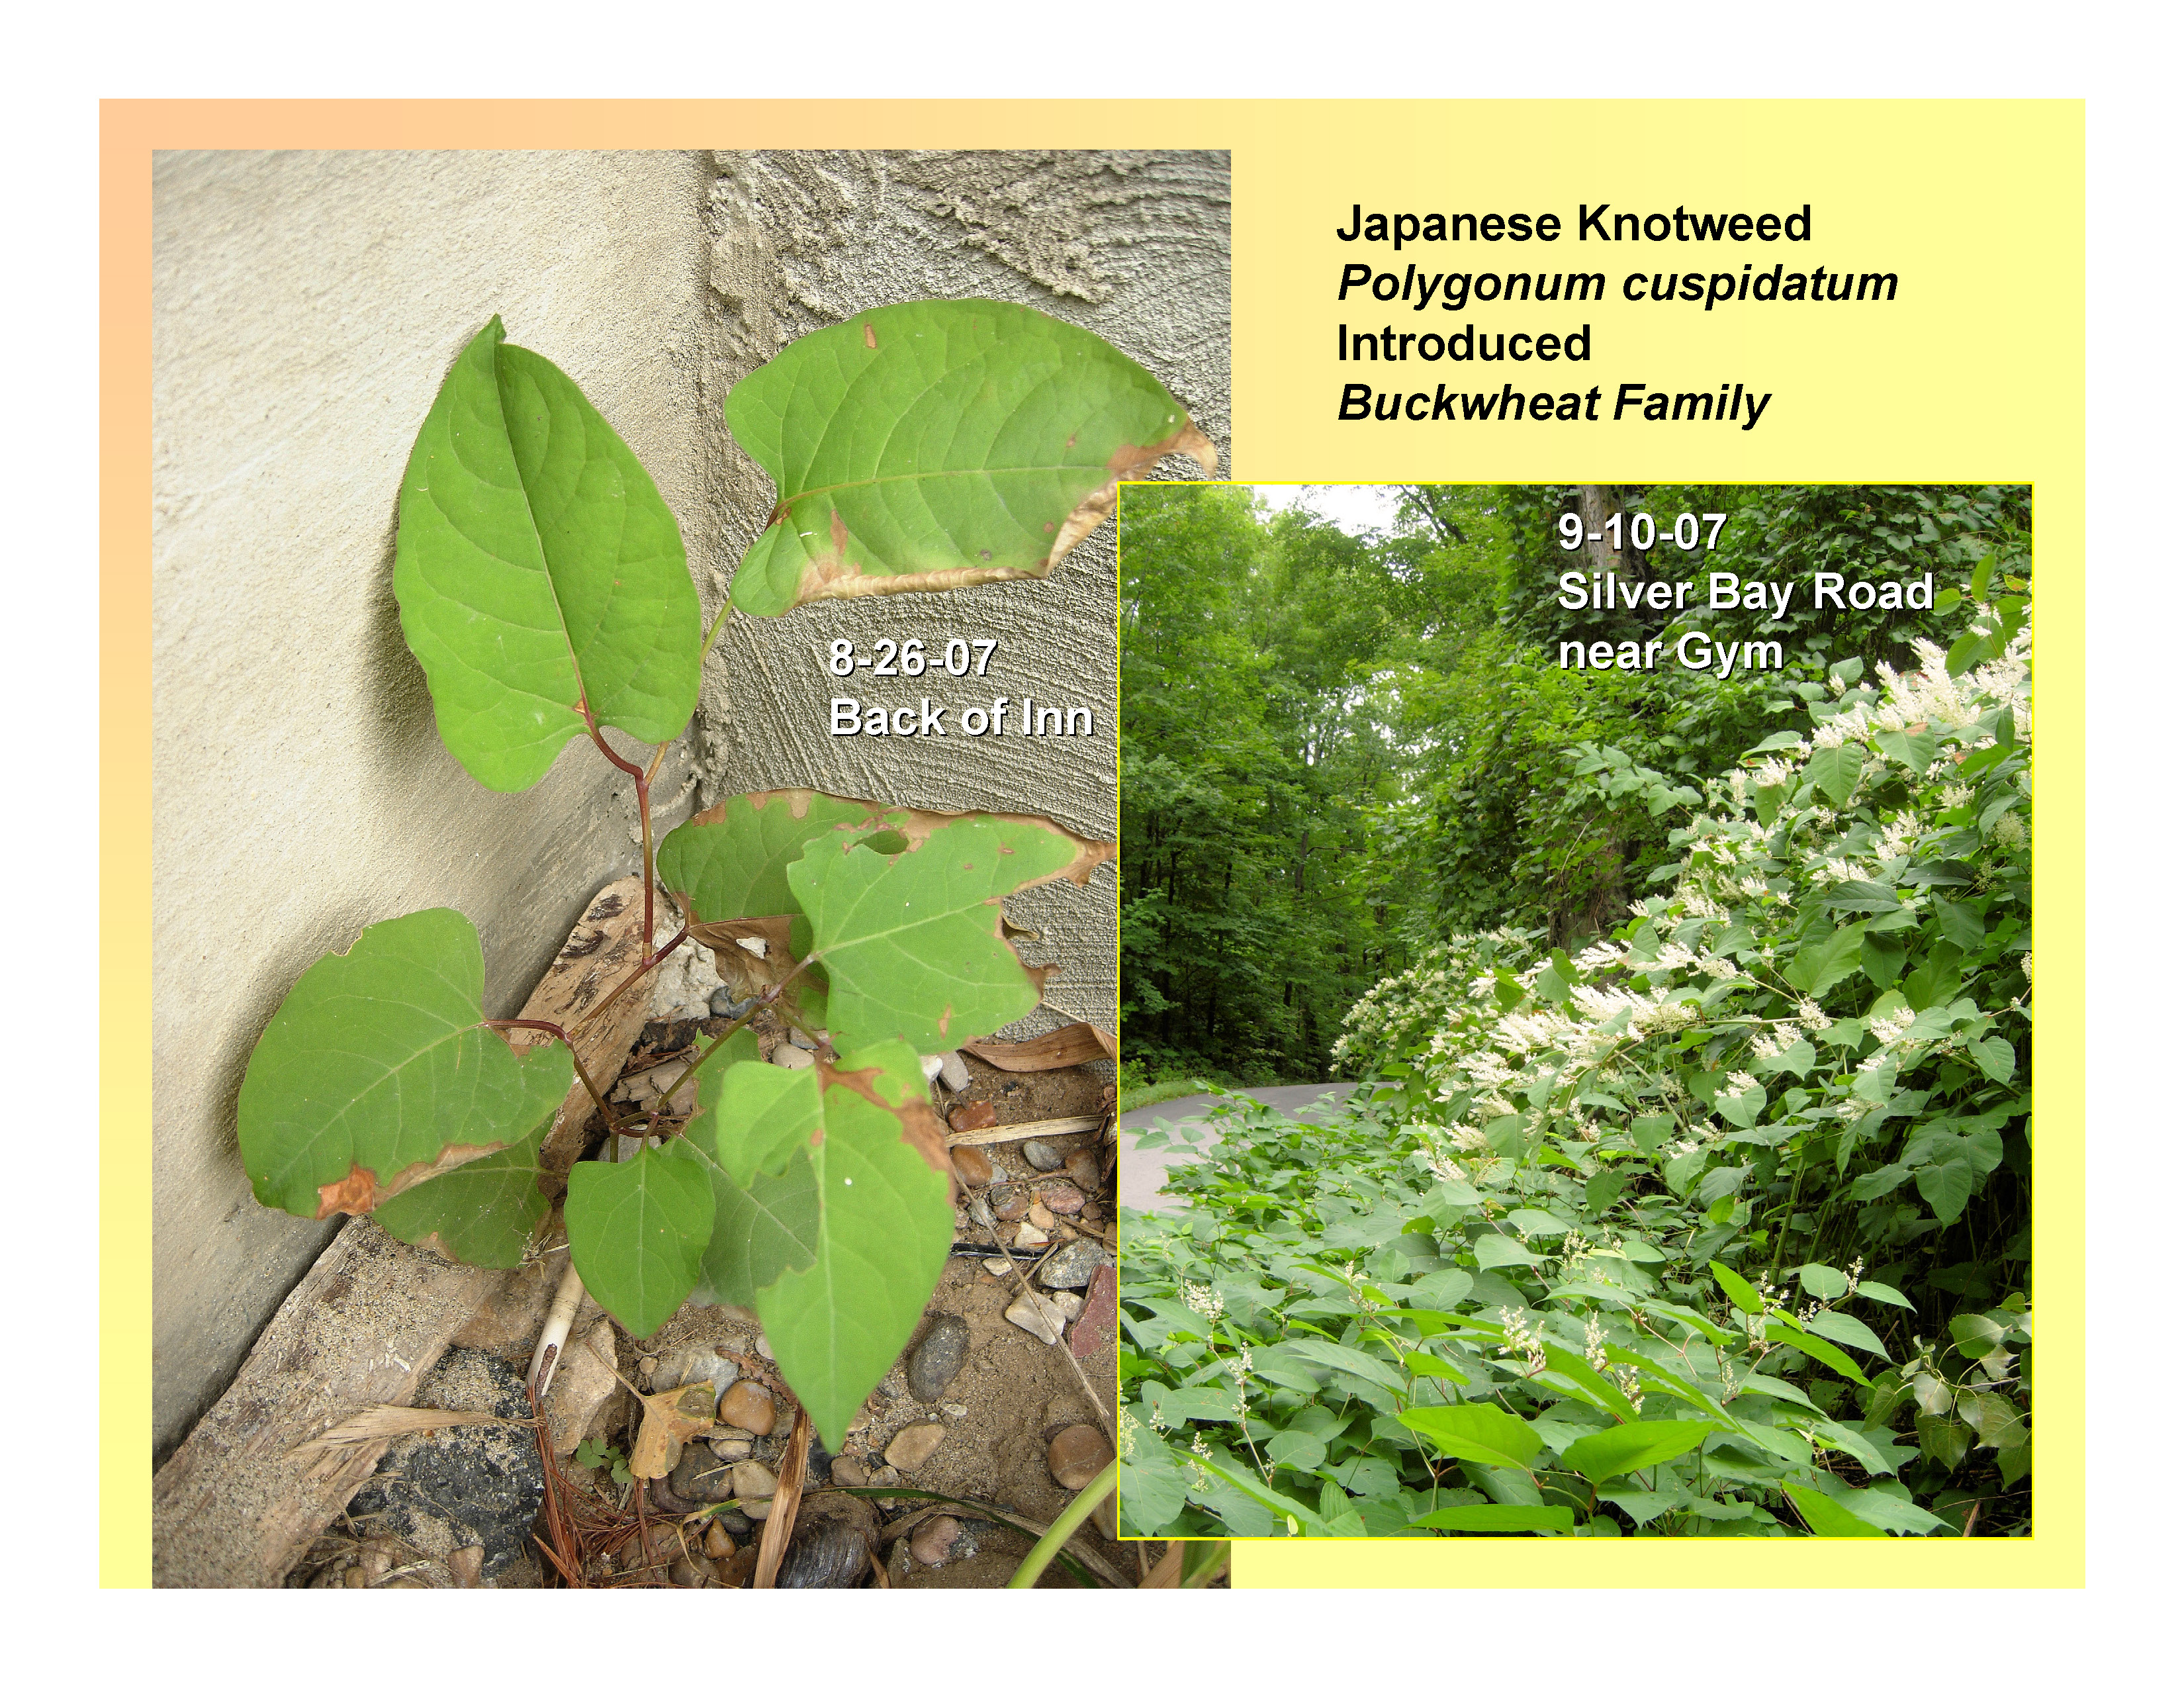 Japanese Knotweed
Polygonum cuspidatum
Introduced
Buckwheat Family
9-10-07
Silver Bay Road
near Gym
8-26-07
Back of Inn